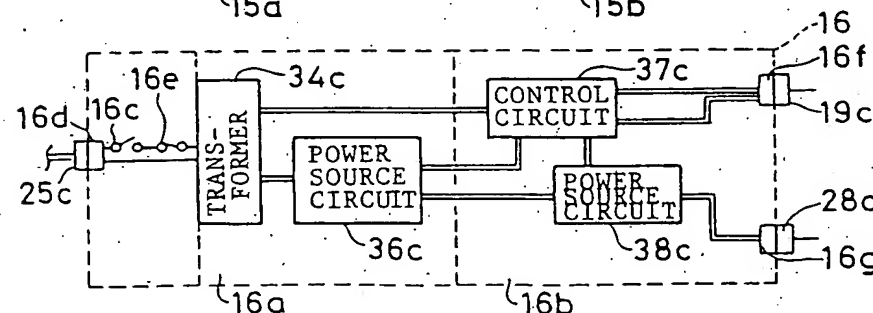 15a
15b
16
16f
34c
37c
16e
16c
16d
CONTROL
CIRCUIT
19c
TRANS-
FORMER
POWER
SOURCE
CIRCUIT
25c
POWER
SOURCE
CIRCUIT
28c
36c
38c
16g
16a
16b